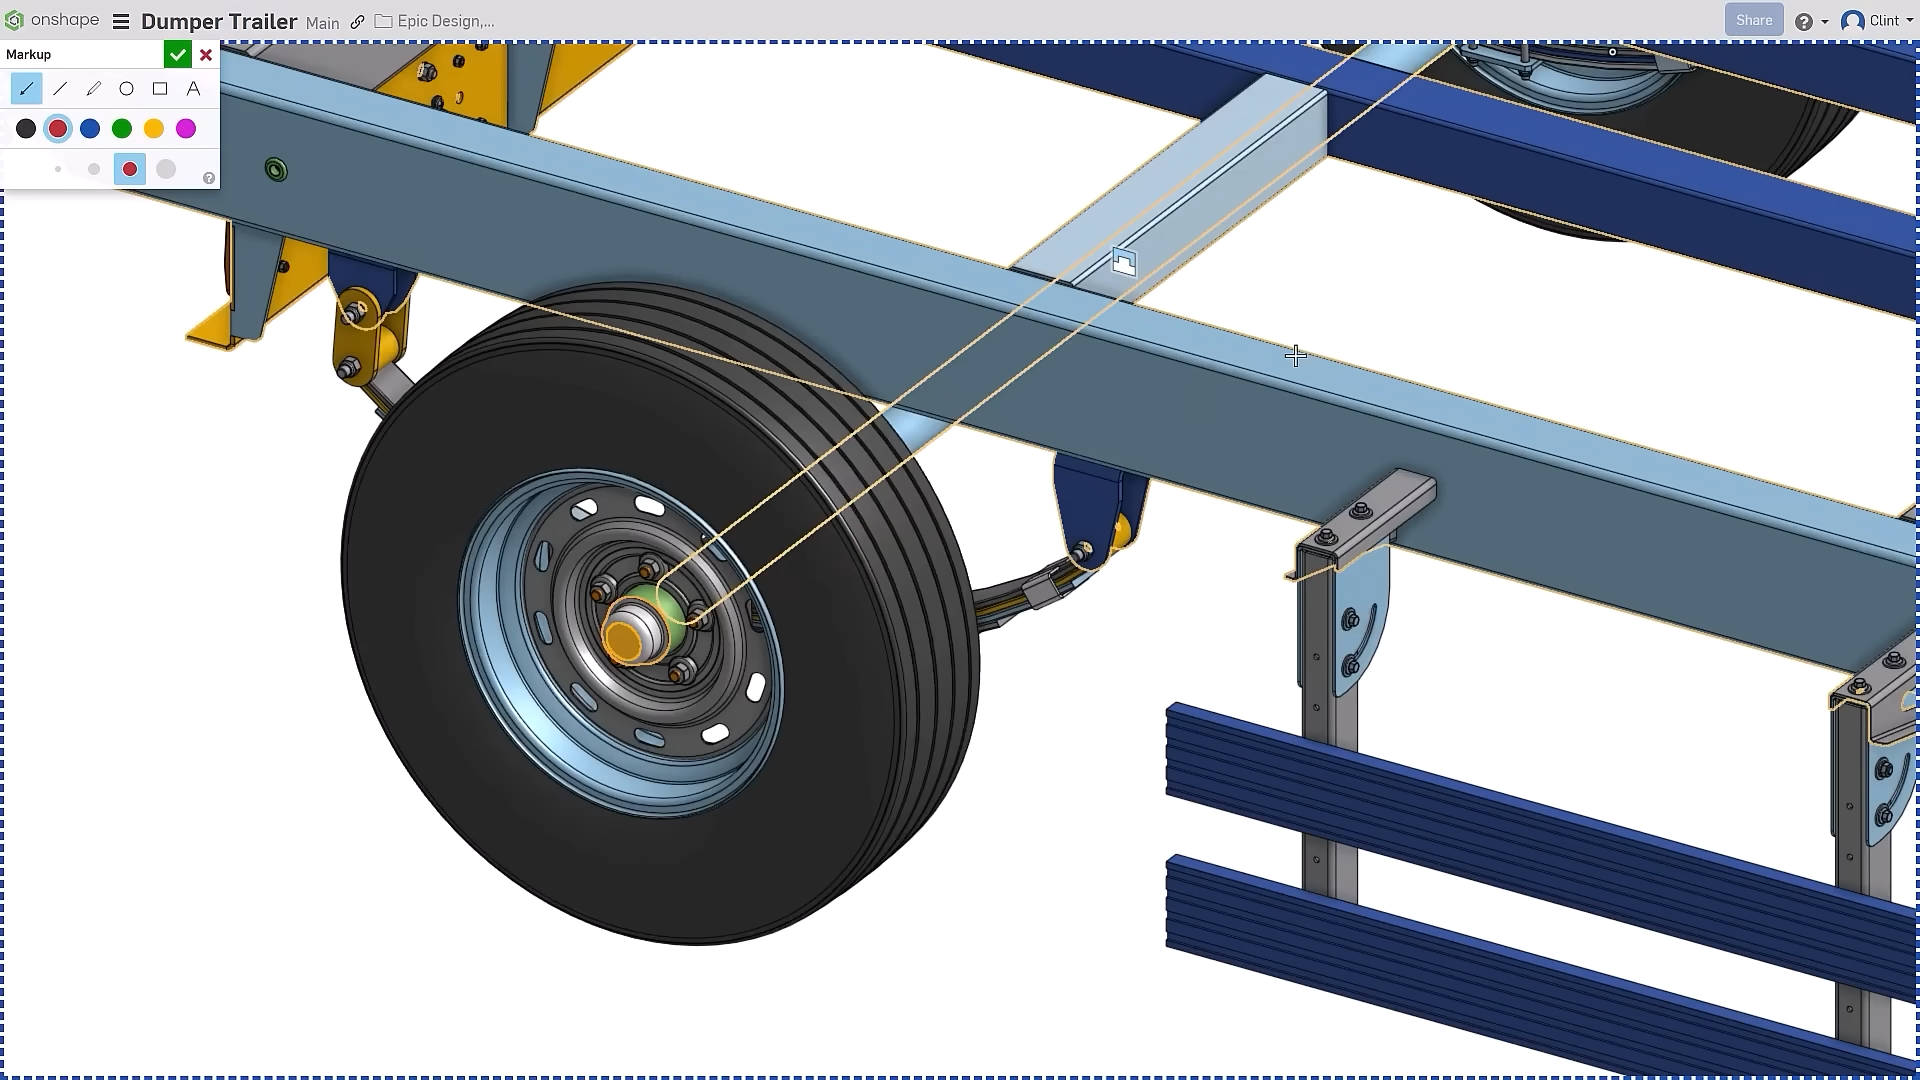 onshape Dumper Trailer Main Epic Design,... Share ? Clint
Markup
A
?